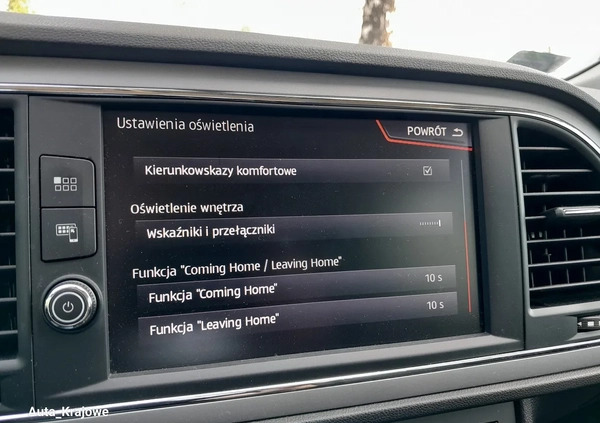 Ustawienia oświetlenia
POWRÓT
Kierunkowskazy komfortowe
Oświetlenie wnętrza
Wskaźniki i przełączniki
Funkcja "Coming Home / Leaving Home"
Funkcja "Coming Home" 10 s
Funkcja "Leaving Home" 10 s
Auta_Krajowe